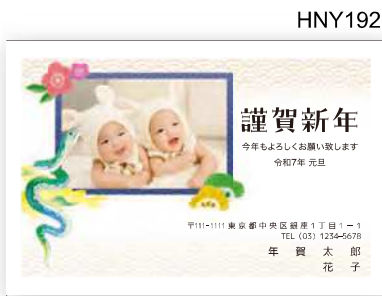 HNY192
謹賀新年
今年もよろしくお願い致します
令和7年 元旦
〒111-1111 東京都中央区銀座1丁目1-1
TEL (03) 1234-5678
年賀太郎
花子